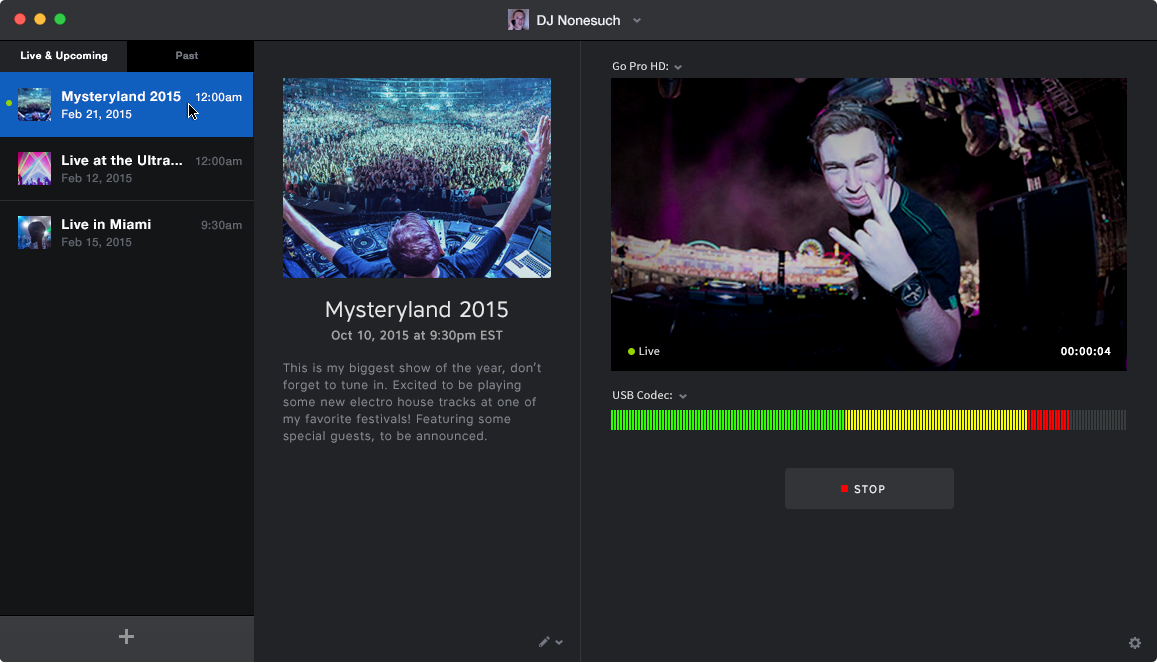 DJ Nonesuch
Live & Upcoming
Past
Mysteryland 2015
12:00am
Feb 21, 2015
Live at the Ultra...
12:00am
Feb 12, 2015
Live in Miami
9:30am
Feb 15, 2015
Mysteryland 2015
Oct 10, 2015 at 9:30pm EST
This is my biggest show of the year, don't
forget to tune in. Excited to be playing
some new electro house tracks at one of
my favorite festivals! Featuring some
special guests, to be announced.
Go Pro HD:
Live
00:00:04
USB Codec:
STOP